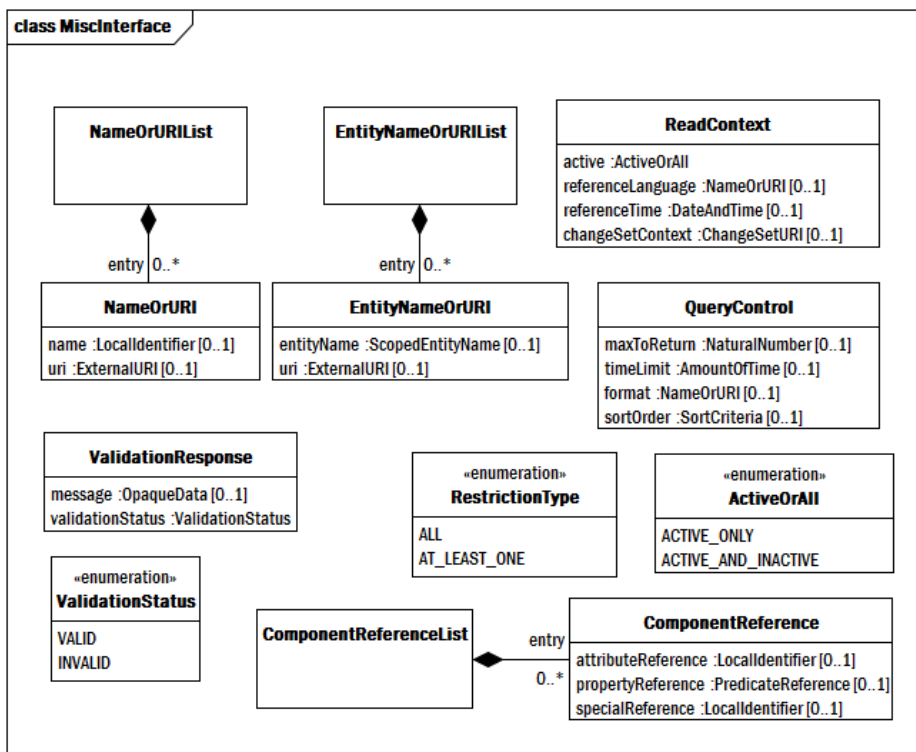 class MiscInterface
NameOrURIList
EntityNameOrURIList
ReadContext
active :ActiveOrAll
referenceLanguage :NameOrURI [0..1]
referenceTime :DateAndTime [0..1]
changeSetContext :ChangeSetURI [0..1]
entry 0..*
entry 0..*
NameOrURI
name :LocalIdentifier [0..1]
uri :ExternalURI [0..1]
EntityNameOrURI
entityName :ScopedEntityName [0..1]
uri :ExternalURI [0..1]
QueryControl
maxToReturn :NaturalNumber [0..1]
timeLimit :AmountOfTime [0..1]
format :NameOrURI [0..1]
sortOrder :SortCriteria [0..1]
ValidationResponse
message :OpaqueData [0..1]
validationStatus :ValidationStatus
«enumeration»
RestrictionType
ALL
AT_LEAST_ONE
«enumeration»
ActiveOrAll
ACTIVE_ONLY
ACTIVE_AND_INACTIVE
«enumeration»
ValidationStatus
VALID
INVALID
ComponentReferenceList
entry
0..*
ComponentReference
attributeReference :LocalIdentifier [0..1]
propertyReference :PredicateReference [0..1]
specialReference :LocalIdentifier [0..1]